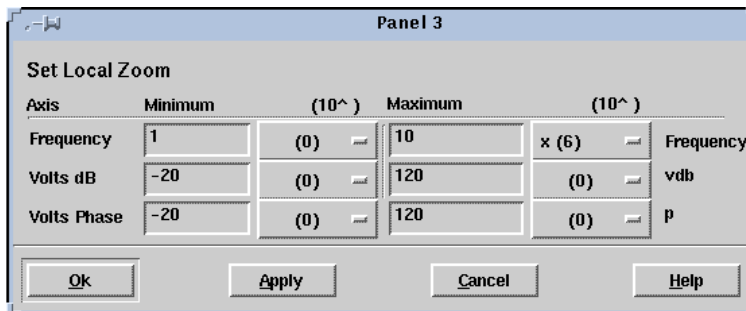 Panel 3
Set Local Zoom
Axis Minimum (10^ ) Maximum (10^ )
Frequency 1 (0) 10 x (6) Frequency
Volts dB -20 (0) 120 (0) vdb
Volts Phase -20 (0) 120 (0) p
Ok Apply Cancel Help